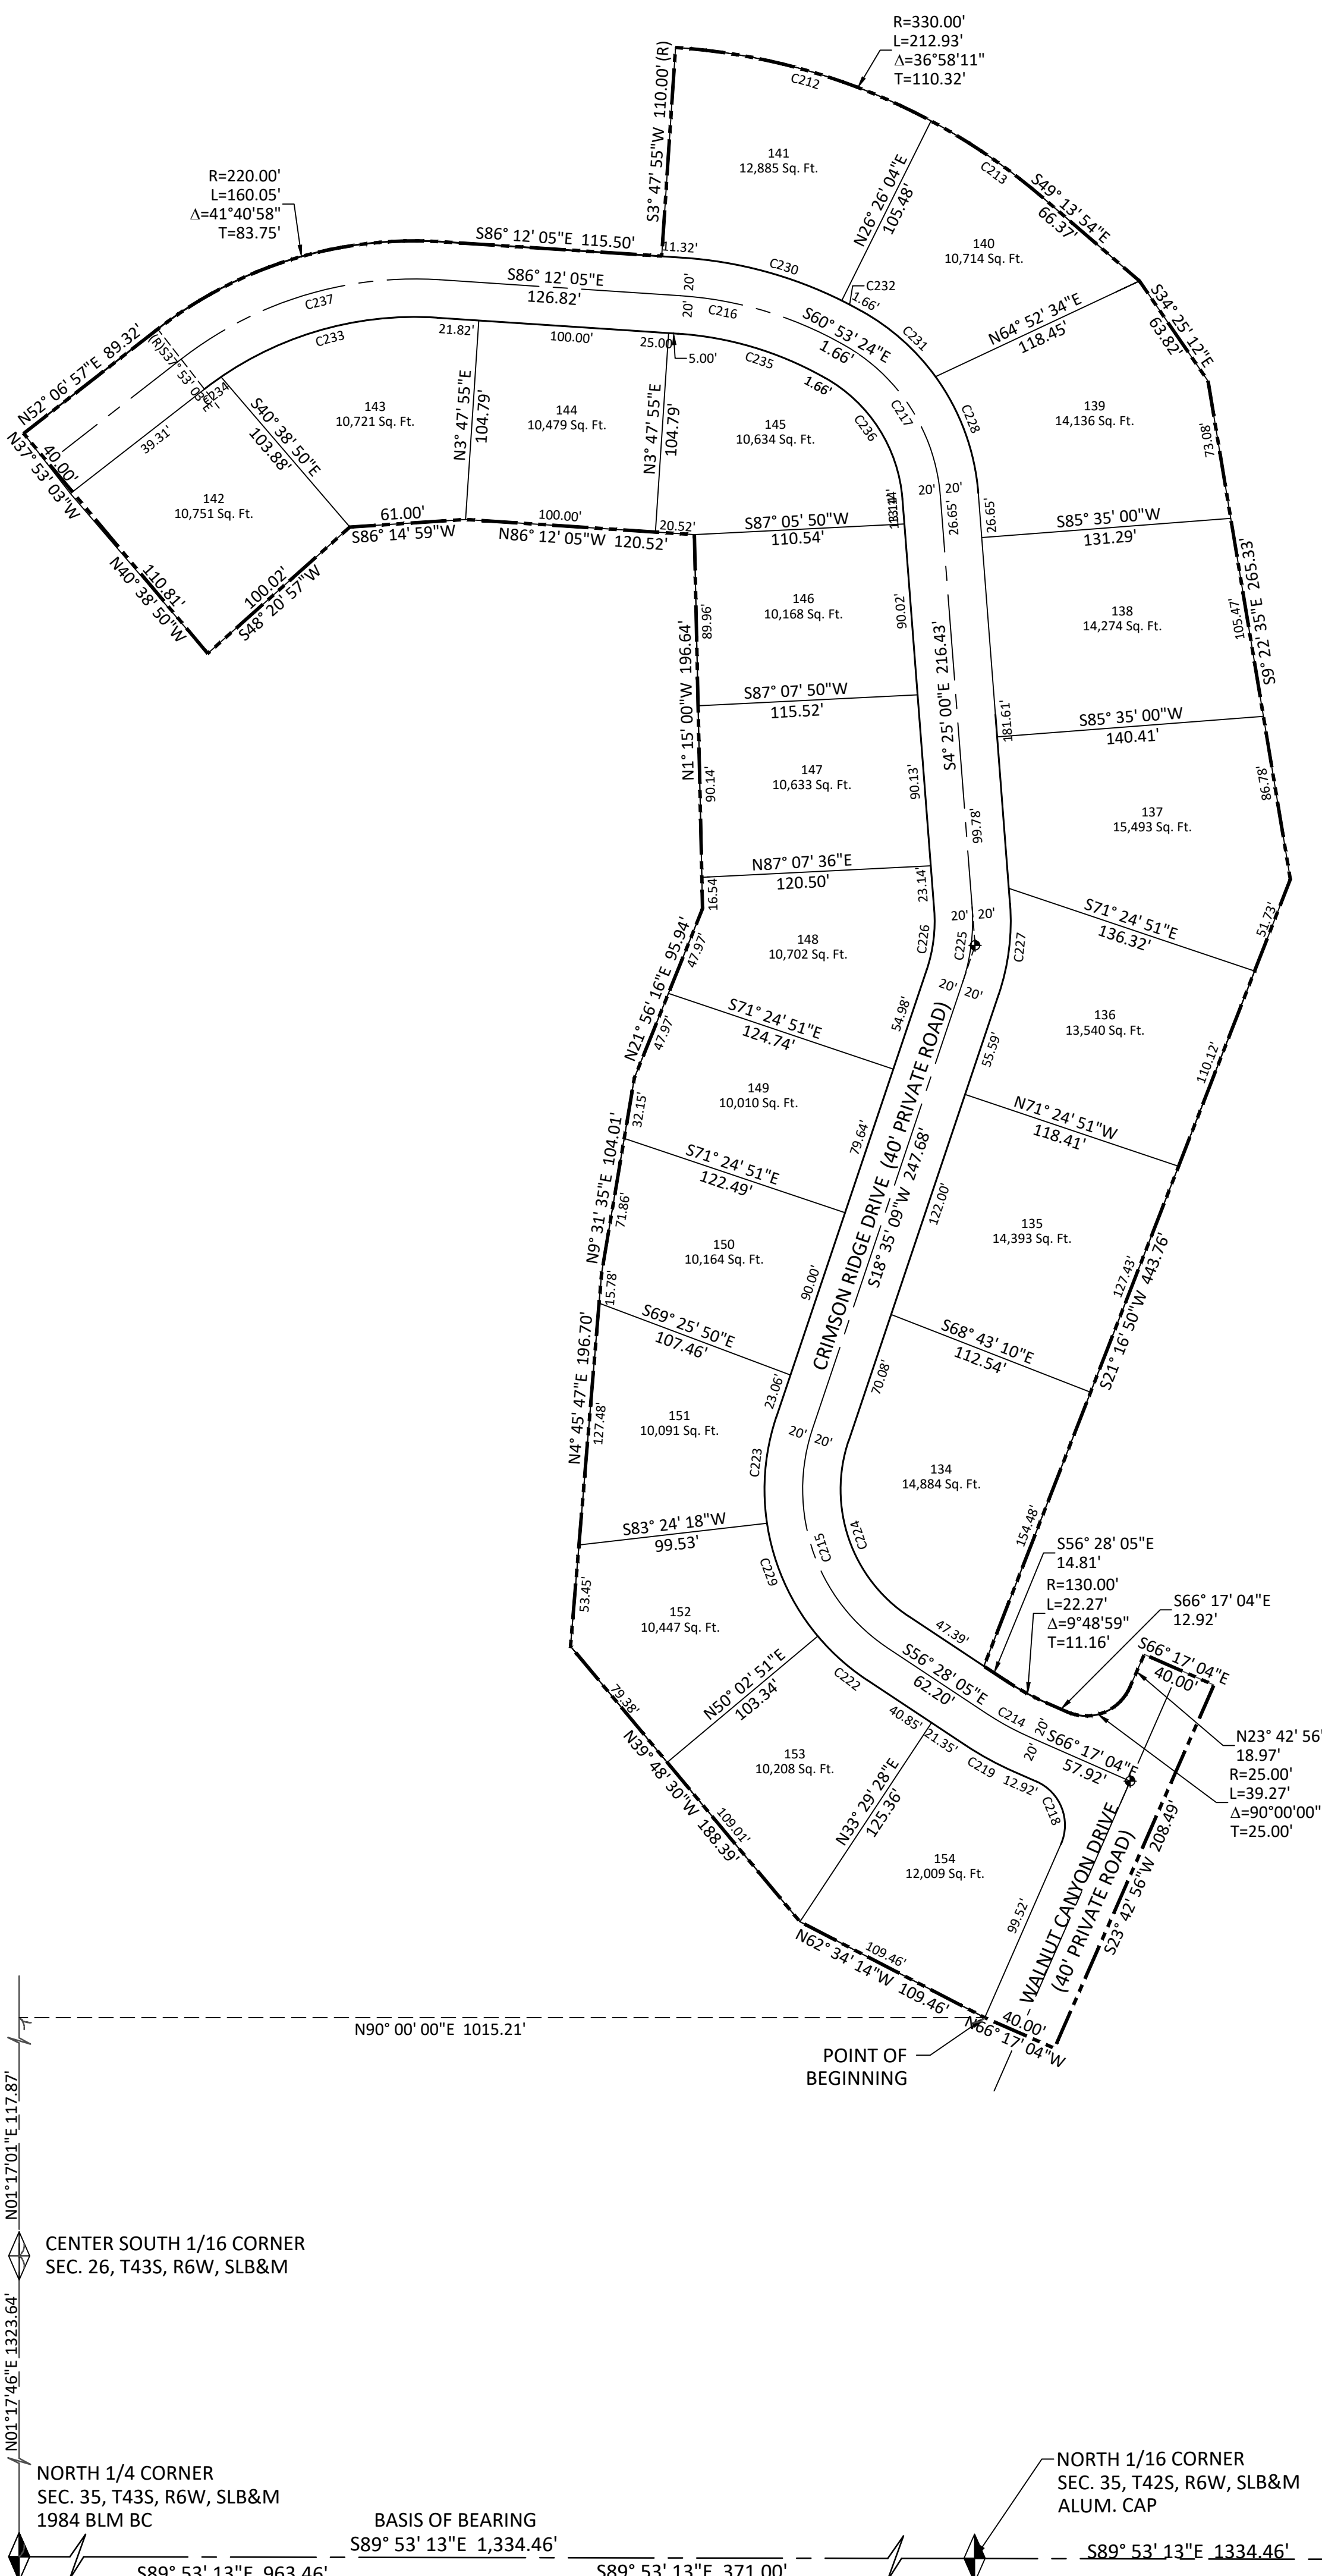 R=330.00'
L=212.93'
Δ=36°58'11"
T=110.32'
C212
S3° 47' 55"W 110.00' (R)
141
12,885 Sq. Ft.
C213
S49° 13' 54"E
66.37'
R=220.00'
L=160.05'
Δ=41°40'58"
T=83.75'
N26° 26' 04"E
105.48'
140
10,714 Sq. Ft.
S86° 12' 05"E 115.50'
11.32'
C230
C232
1.66'
S34° 25' 12"E
63.82'
S86° 12' 05"E
126.82'
20'
20'
C216
C237
C233
S60° 53' 24"E
1.66'
C231
N64° 52' 34"E
118.45'
N52° 06' 57"E 89.32'
(R)S37° 53' 03"E
C234
21.82'
100.00'
25.00'
5.00'
C235
1.66'
C217
C228
139
14,136 Sq. Ft.
73.08'
143
10,721 Sq. Ft.
144
10,479 Sq. Ft.
145
10,634 Sq. Ft.
C236
S40° 38' 50"E
103.88'
N3° 47' 55"E
104.79'
N3° 47' 55"E
104.79'
39.31'
40.00'
N37° 53' 03"W
142
10,751 Sq. Ft.
20'
20'
26.65'
26.65'
61.00'
S86° 14' 59"W
100.00'
N86° 12' 05"W 120.52'
20.52'
S87° 05' 50"W
110.54'
S85° 35' 00"W
131.29'
110.81'
N40° 38' 50"W
100.02'
S48° 20' 57"W
146
10,168 Sq. Ft.
89.96'
90.02'
138
14,274 Sq. Ft.
105.47'
S9° 22' 35"E 265.33'
N1° 15' 00"W 196.64'
S4° 25' 00"E 216.43'
S87° 07' 50"W
115.52'
181.61'
S85° 35' 00"W
140.41'
147
10,633 Sq. Ft.
90.14'
90.13'
99.78'
86.78'
137
15,493 Sq. Ft.
N87° 07' 36"E
120.50'
16.54'
23.14'
20'
20'
C226
C225
C227
S71° 24' 51"E
136.32'
51.73'
148
10,702 Sq. Ft.
N21° 56' 16"E 95.94'
47.97'
47.97'
20'
20'
S71° 24' 51"E
124.74'
54.98'
55.59'
136
13,540 Sq. Ft.
110.12'
149
10,010 Sq. Ft.
32.15'
N9° 31' 35"E 104.01'
79.64'
N71° 24' 51"W
118.41'
S71° 24' 51"E
122.49'
CRIMSON RIDGE DRIVE (40' PRIVATE ROAD)
S18° 35' 09"W 247.68'
122.00'
71.86'
135
14,393 Sq. Ft.
150
10,164 Sq. Ft.
15.78'
90.00'
127.43'
S21° 16' 50"W 443.76'
S69° 25' 50"E
107.46'
S68° 43' 10"E
112.54'
N4° 45' 47"E 196.70'
127.48'
23.06'
70.08'
151
10,091 Sq. Ft.
20'
20'
C223
134
14,884 Sq. Ft.
S83° 24' 18"W
99.53'
C215
C224
154.48'
S56° 28' 05"E
14.81'
R=130.00'
L=22.27'
Δ=9°48'59"
T=11.16'
S66° 17' 04"E
12.92'
53.45'
C229
152
10,447 Sq. Ft.
47.39'
S66° 17' 04"E
40.00'
S56° 28' 05"E
62.20'
C222
N50° 02' 51"E
103.34'
79.38'
40.85'
21.35'
C214
20'
20'
S66° 17' 04"E
57.92'
N23° 42' 56"
18.97'
R=25.00'
L=39.27'
Δ=90°00'00"
T=25.00'
N39° 48' 30"W 188.39'
153
10,208 Sq. Ft.
C219
12.92'
C218
109.01'
N33° 29' 28"E
125.36'
154
12,009 Sq. Ft.
WALNUT CANYON DRIVE
(40' PRIVATE ROAD)
S23° 42' 56"W 208.49'
99.52'
109.46'
N62° 34' 14"W 109.46'
40.00'
N66° 17' 04"W
N90° 00' 00"E 1015.21'
POINT OF
BEGINNING
N01°17'01"E 117.87'
CENTER SOUTH 1/16 CORNER
SEC. 26, T43S, R6W, SLB&M
N01°17'46"E 1323.64'
NORTH 1/4 CORNER
SEC. 35, T43S, R6W, SLB&M
1984 BLM BC
NORTH 1/16 CORNER
SEC. 35, T42S, R6W, SLB&M
ALUM. CAP
BASIS OF BEARING
S89° 53' 13"E 1,334.46'
S89° 53' 13"E 1334.46'
S89° 53' 13"E 963.46'
S89° 53' 13"E 371.00'